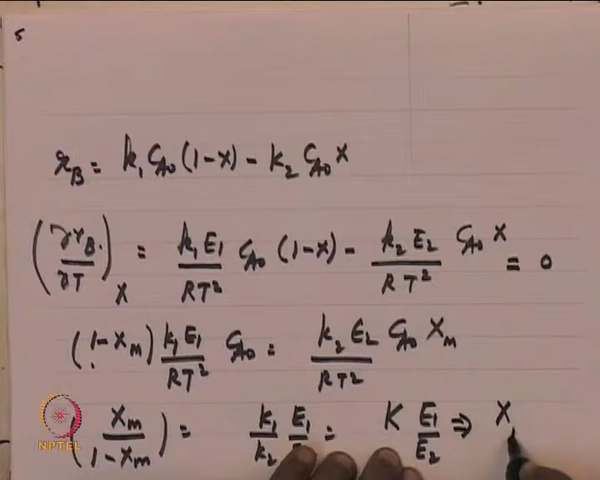 5
r_B = k_1 C_A0 (1-x) - k_2 C_A0 x
(∂r_B / ∂T)_x = k_1 E_1 / RT^2 C_A0 (1-x) - k_2 E_2 / RT^2 C_A0 x = 0
(1-x_m) k_1 E_1 / RT^2 C_A0 = k_2 E_2 / RT^2 C_A0 x_m
(x_m / 1-x_m) = k_1 / k_2 E_1 / = K E_1 / E_2 ⇒ x
NPTEL